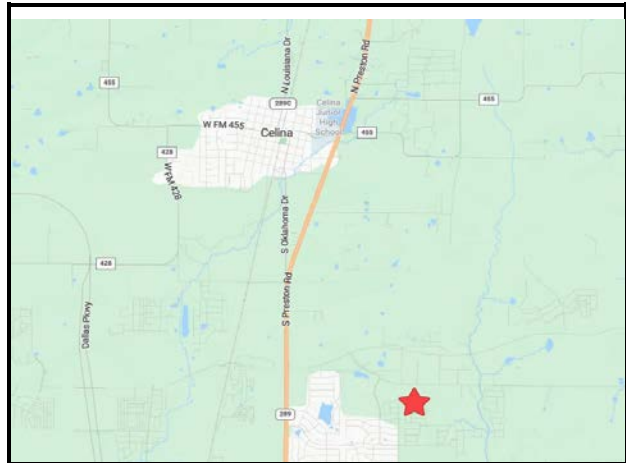 N Louisiana Dr
N Preston Rd
455
289C
Celina
Junior
High
School
455
W FM 455
Celina
455
428
W FM 428
S Oklahoma Dr
428
S Preston Rd
Dallas Pkwy
289